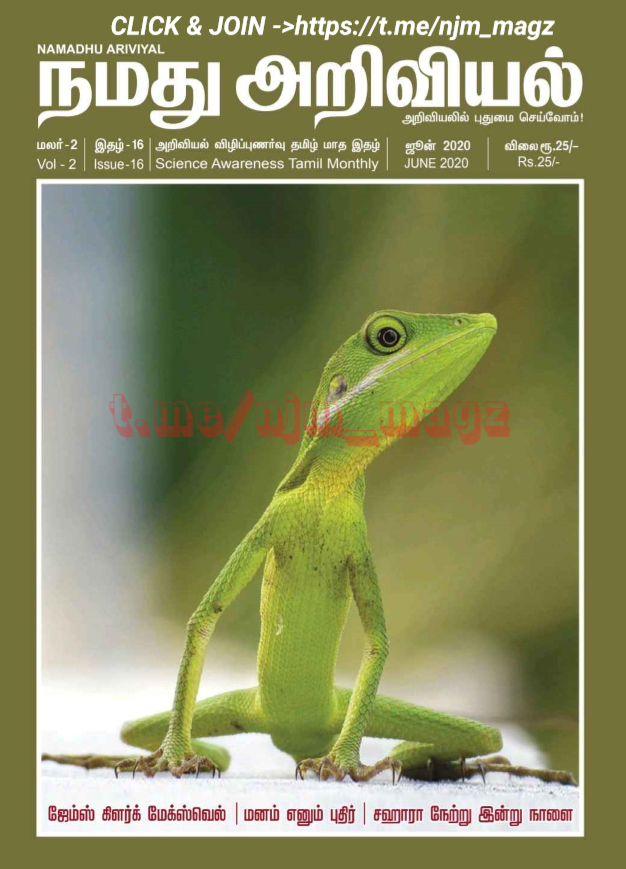 CLICK & JOIN ->https://t.me/njm_magz
NAMADHU ARIVIYAL
நமது அறிவியல்
அறிவியலில் புதுமை செய்வோம்!
மலர் - 2 | இதழ் - 16 | அறிவியல் விழிப்புணர்வு தமிழ் மாத இதழ் | ஜூன் 2020 | விலை ரூ,25/-
Vol - 2 | Issue-16 | Science Awareness Tamil Monthly | JUNE 2020 | Rs.25/-
t.me/njm_magz
ஜேம்ஸ் கிளர்க் மேக்ஸ்வெல் | மனம் எனும் புதிர் | சஹாரா நேற்று இன்று நாளை